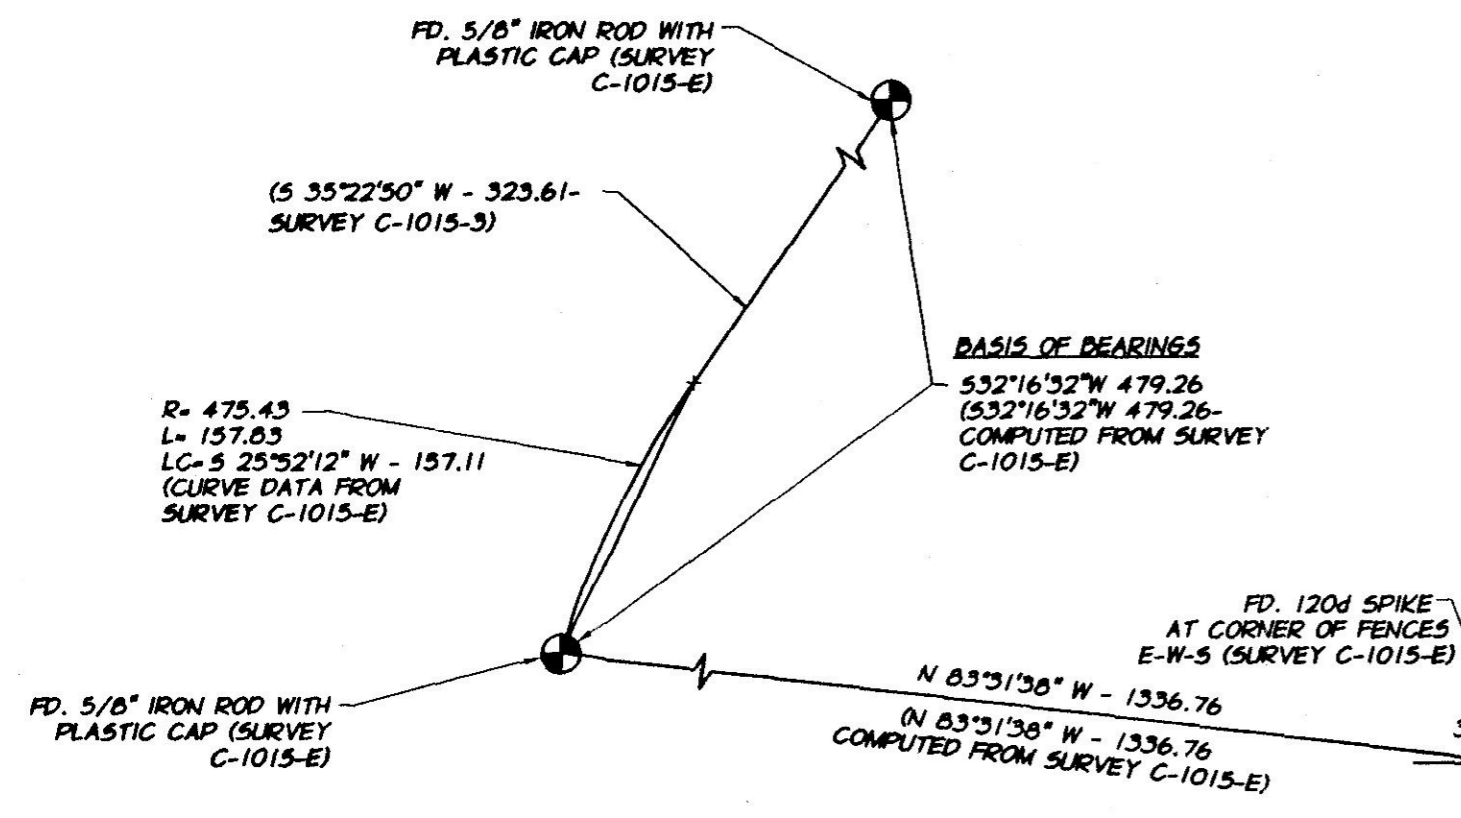 FD. 5/8" IRON ROD WITH
PLASTIC CAP (SURVEY
C-1015-E)
(S 35°22'50" W - 323.61-
SURVEY C-1015-3)
BASIS OF BEARINGS
S32°16'32"W 479.26
(S32°16'32"W 479.26-
COMPUTED FROM SURVEY
C-1015-E)
R= 475.43
L= 157.83
LC=S 25°52'12" W - 157.11
(CURVE DATA FROM
SURVEY C-1015-E)
FD. 120d SPIKE
AT CORNER OF FENCES
E-W-S (SURVEY C-1015-E)
N 83°31'38" W - 1336.76
(N 83°31'38" W - 1336.76
COMPUTED FROM SURVEY C-1015-E)
FD. 5/8" IRON ROD WITH
PLASTIC CAP (SURVEY
C-1015-E)